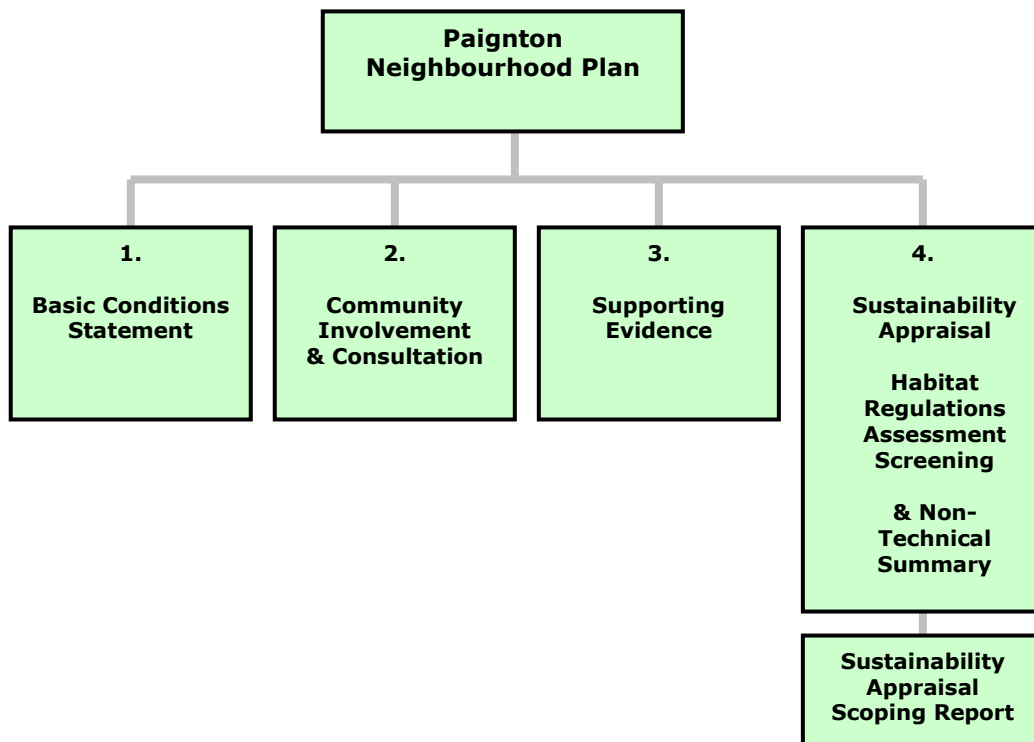 Paignton
Neighbourhood Plan
1.
Basic Conditions
Statement
2.
Community
Involvement
& Consultation
3.
Supporting
Evidence
4.
Sustainability
Appraisal
Habitat
Regulations
Assessment
Screening
& Non-
Technical
Summary
Sustainability
Appraisal
Scoping Report